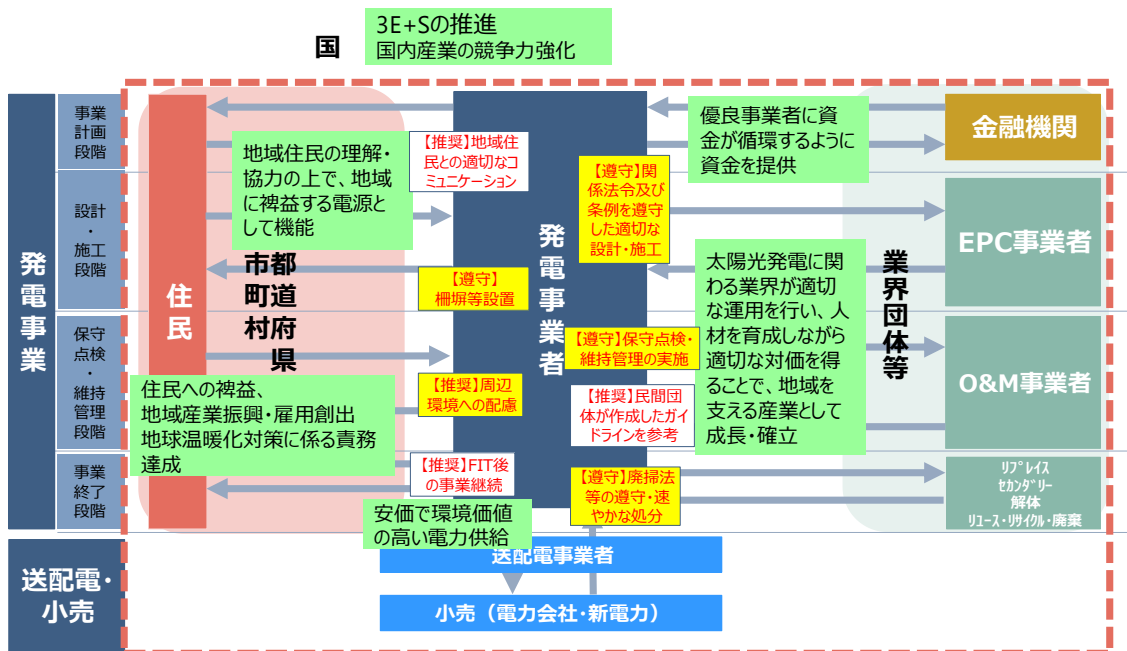 国
3E+Sの推進
国内産業の競争力強化
発電事業
事業
計画
段階
設計
・
施工
段階
保守
点検・
維持
管理
段階
事業
終了
段階
送配電・
小売
住民
市町村
都道府県
地域住民の理解・
協力の上で、地域
に裨益する電源と
して機能
住民への裨益、
地域産業振興・雇用創出
地球温暖化対策に係る責務
達成
【推奨】地域住
民との適切なコ
ミュニケーション
【遵守】
柵塀等設置
【推奨】周辺
環境への配慮
【推奨】FIT後
の事業継続
安価で環境価値
の高い電力供給
発電事業者
【遵守】関
係法令及び
条例を遵守
した適切な
設計・施工
【遵守】保守点検・
維持管理の実施
【推奨】民間団
体が作成したガイ
ドラインを参考
【遵守】廃掃法
等の遵守・速
やかな処分
優良事業者に資
金が循環するように
資金を提供
太陽光発電に関
わる業界が適切
な運用を行い、人
材を育成しながら
適切な対価を得
ることで、地域を
支える産業として
成長・確立
業界団体等
金融機関
EPC事業者
O&M事業者
ﾘﾌﾟﾚｲｽ
ｾｶﾝﾀﾞﾘｰ
解体
ﾘﾕｰｽ・ﾘｻｲｸﾙ・廃棄
送配電事業者
小売（電力会社・新電力）